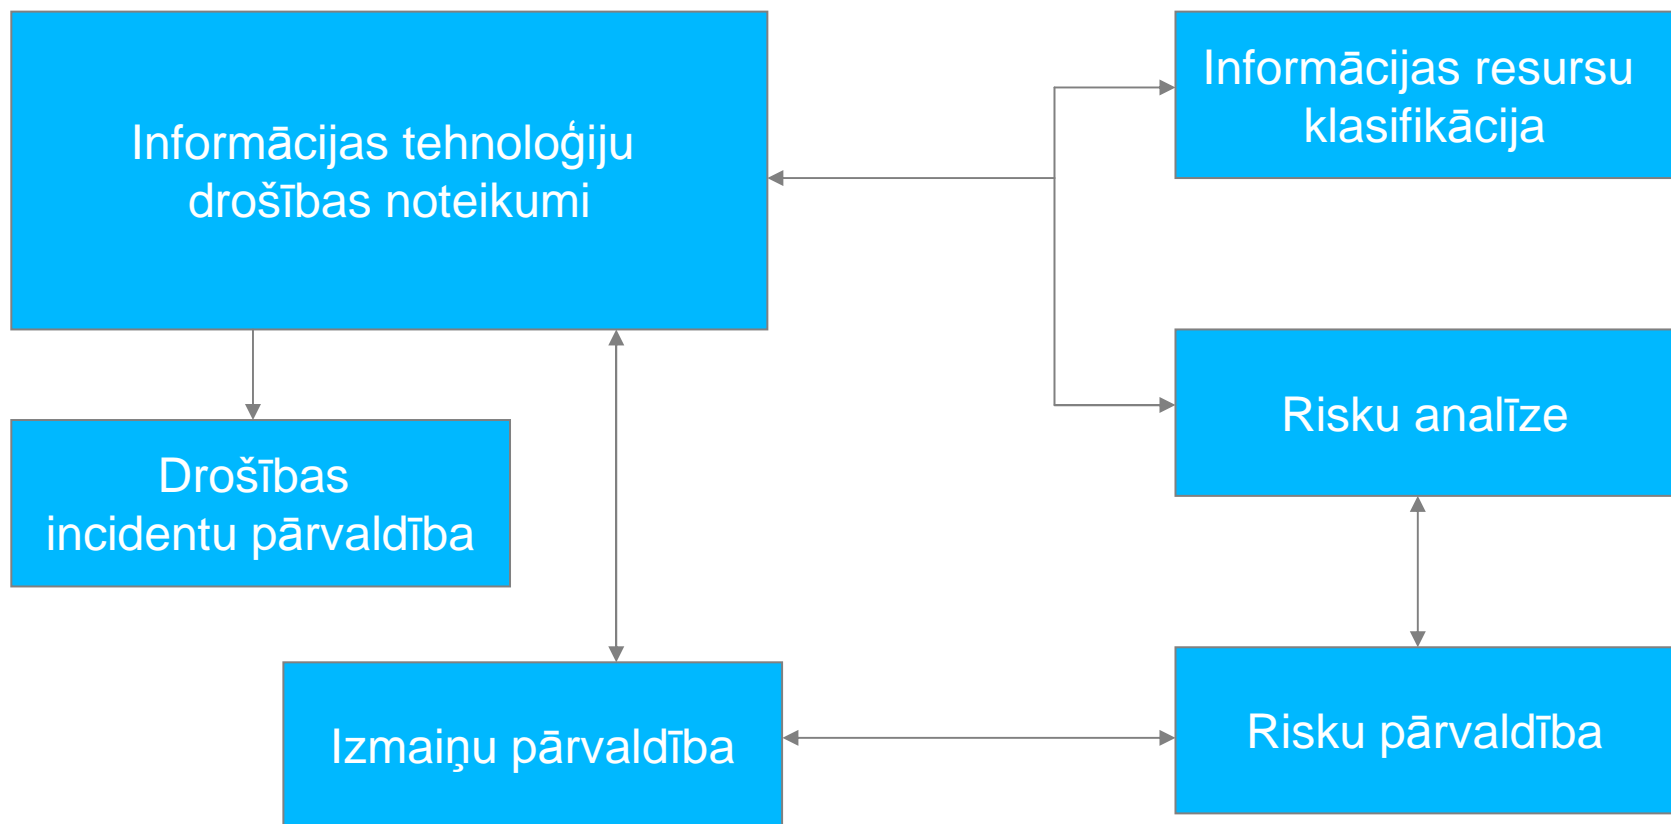 Informācijas tehnoloģiju
drošības noteikumi
Informācijas resursu
klasifikācija
Risku analīze
Drošības
incidentu pārvaldība
Izmaiņu pārvaldība
Risku pārvaldība